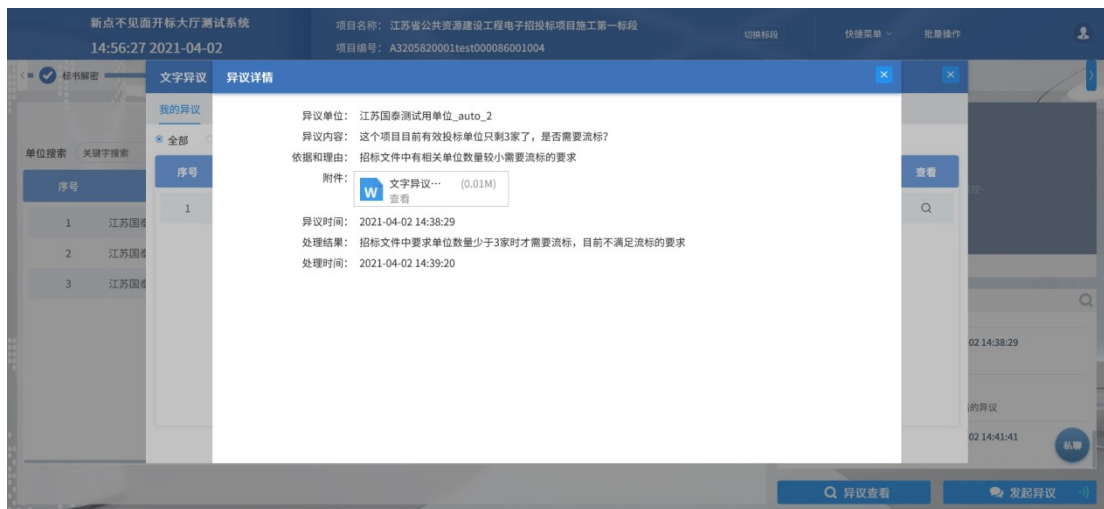 新点不见面开标大厅测试系统
项目名称： 江苏省公共资源建设工程电子招投标项目施工第一标段
切换标段
快捷菜单
批量操作
14:56:27 2021-04-02
项目编号： A3205820001test000086001004
标书解密
文字异议
异议详情
我的异议
全部
单位搜索
关键字搜索
序号
序号
查看
1
1 江苏国泰
2 江苏国泰
3 江苏国泰
异议单位： 江苏国泰测试用单位_auto_2
异议内容： 这个项目目前有效投标单位只剩3家了，是否需要流标？
依据和理由： 招标文件中有相关单位数量较小需要流标的要求
附件：
W 文字异议… (0.01M)
查看
异议时间： 2021-04-02 14:38:29
处理结果： 招标文件中要求单位数量少于3家时才需要流标，目前不满足流标的要求
处理时间： 2021-04-02 14:39:20
02 14:38:29
的异议
02 14:41:41
私聊
异议查看
发起异议